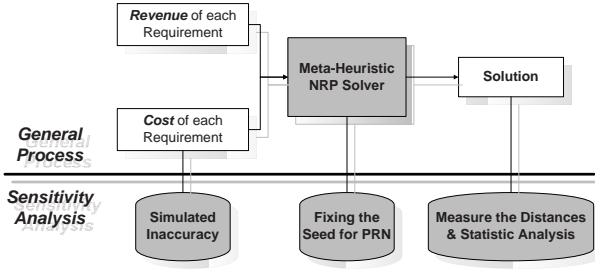 Revenue of each
Requirement
Meta-Heuristic
NRP Solver
Solution
Cost of each
Requirement
General
Process
Sensitivity
Analysis
Simulated
Inaccuracy
Fixing the
Seed for PRN
Measure the Distances
& Statistic Analysis